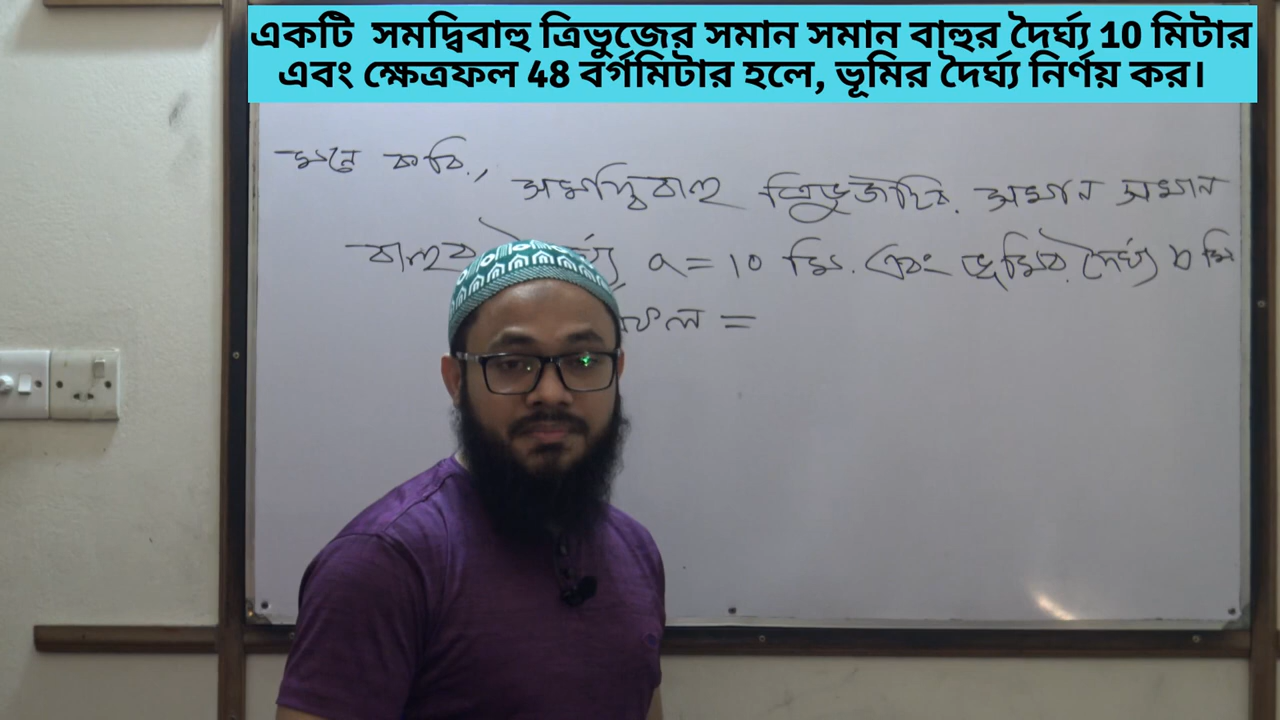 একটি সমদ্বিবাহু ত্রিভুজের সমান সমান বাহুর দৈর্ঘ্য 10 মিটার
এবং ক্ষেত্রফল 48 বর্গমিটার হলে, ভূমির দৈর্ঘ্য নির্ণয় কর।
মনে করি,
সমদ্বিবাহু ত্রিভুজটির সমান সমান
বাহুর a = 10 মি. এবং ভূমির দৈর্ঘ্য b মি
ফল =